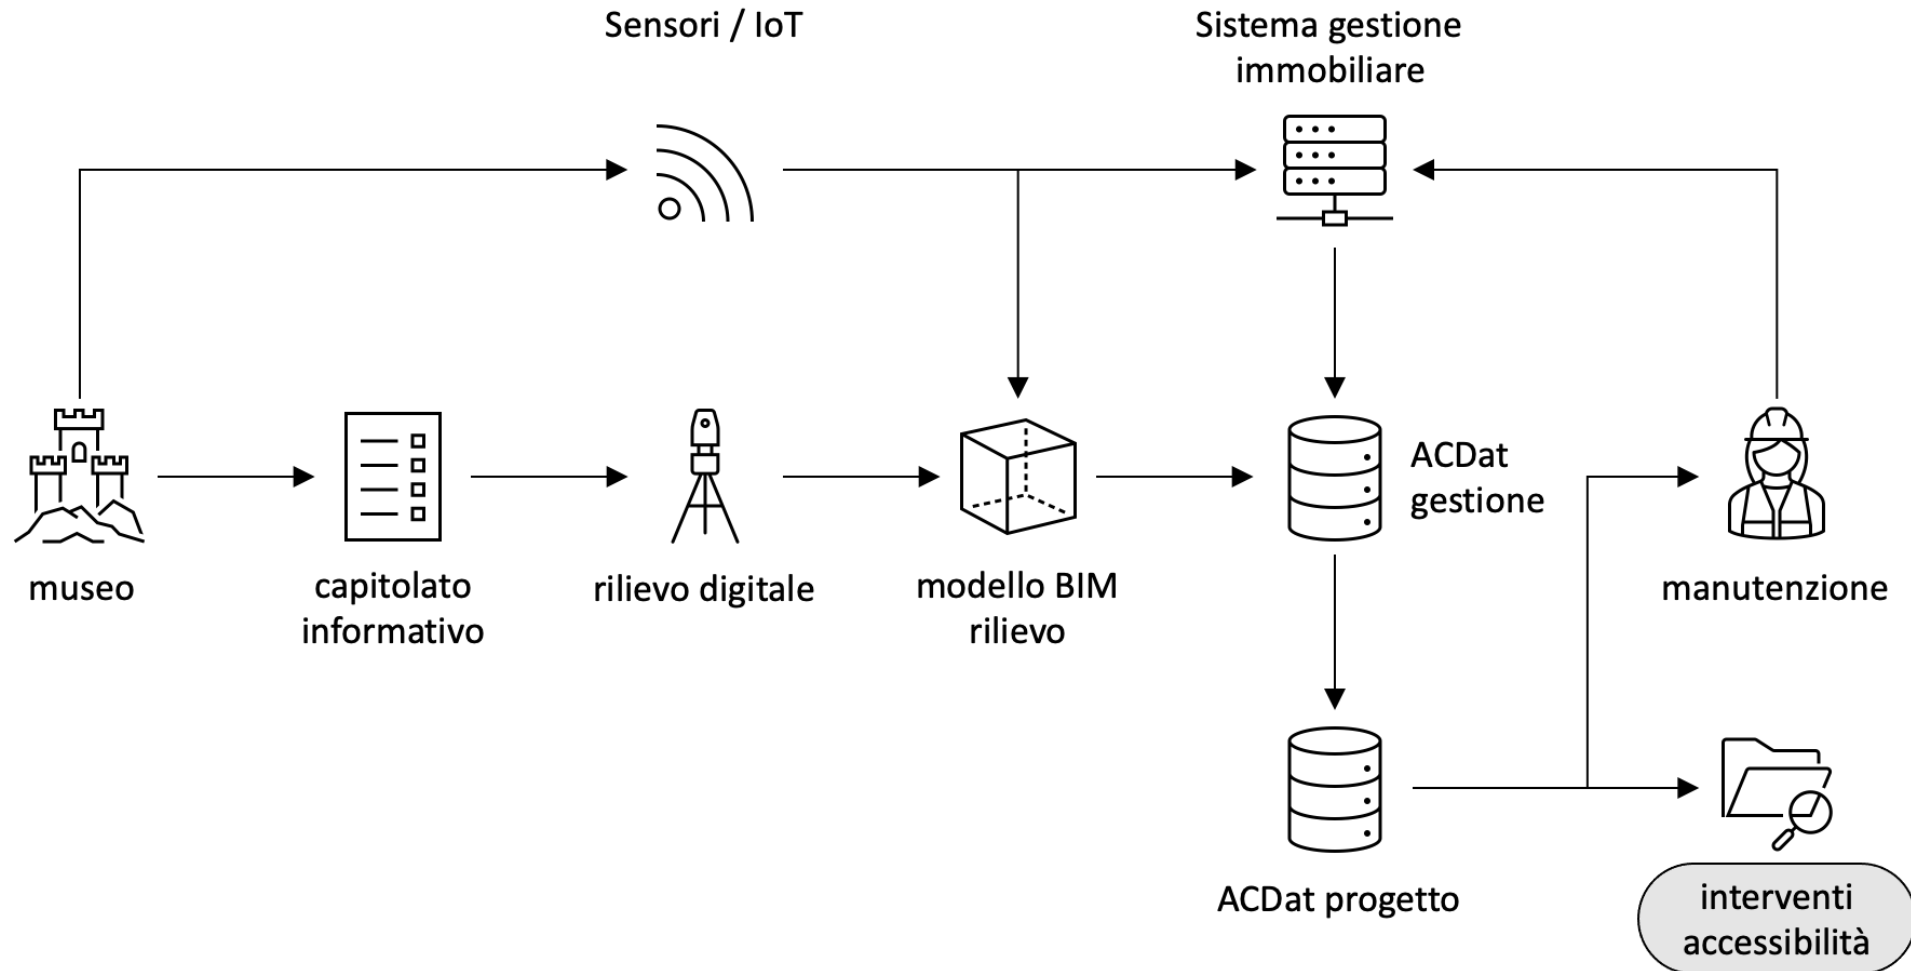 Sensori / IoT
Sistema gestione
immobiliare
museo
capitolato
informativo
rilievo digitale
modello BIM
rilievo
ACDat
gestione
manutenzione
ACDat progetto
interventi
accessibilità